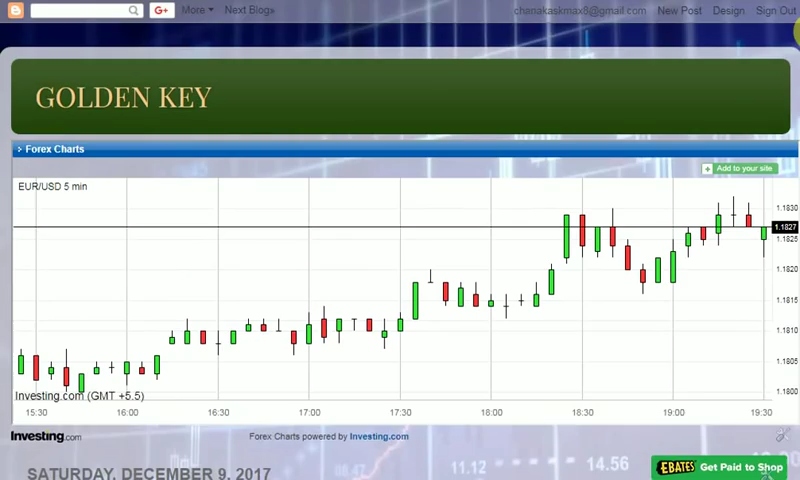 G+ More Next Blog» chanakaskmax8@gmail.com New Post Design Sign Out
GOLDEN KEY
Forex Charts
Add to your site
EUR/USD 5 min
1.1830
1.1827
1.1825
1.1820
1.1815
1.1810
1.1805
1.1800
Investing.com (GMT +5.5)
15:30 16:00 16:30 17:00 17:30 18:00 18:30 19:00 19:30
Investing.com Forex Charts powered by Investing.com
SATURDAY, DECEMBER 9, 2017
08.47 11.12 14.56
EBATES Get Paid to Shop